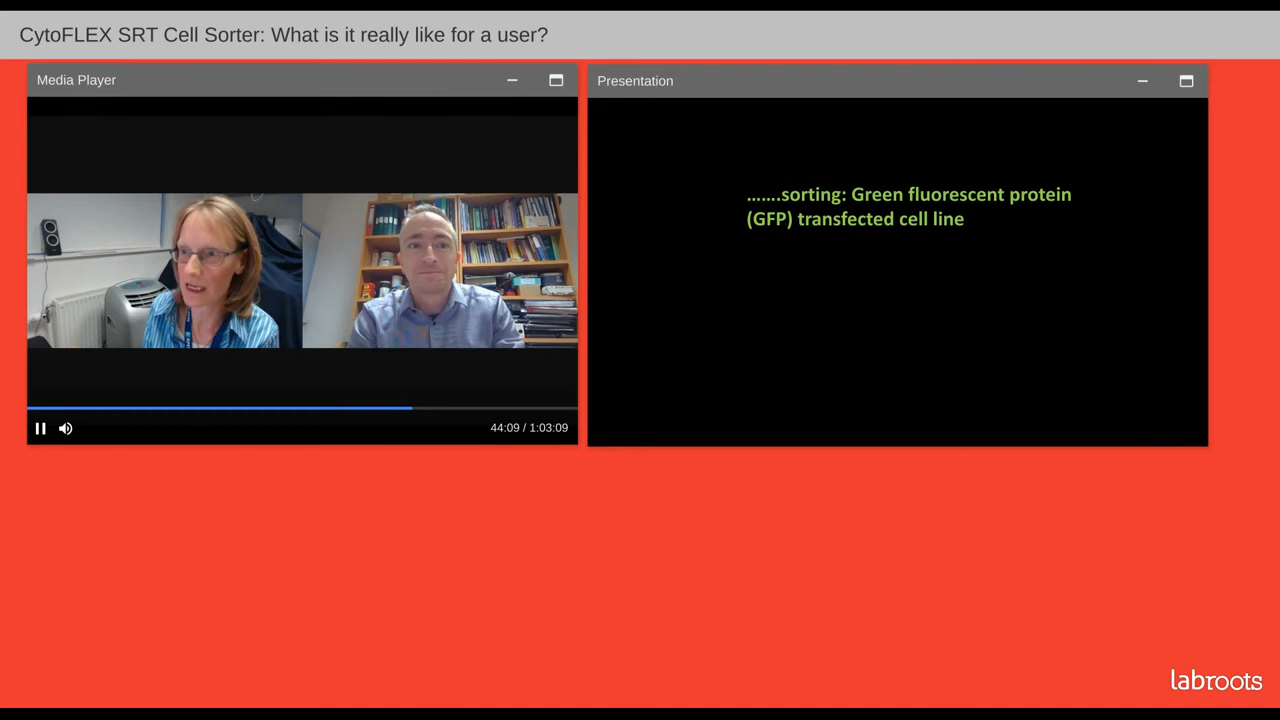 CytoFLEX SRT Cell Sorter: What is it really like for a user?
Media Player
Presentation
…….sorting: Green fluorescent protein
(GFP) transfected cell line
44:09 / 1:03:09
labroots